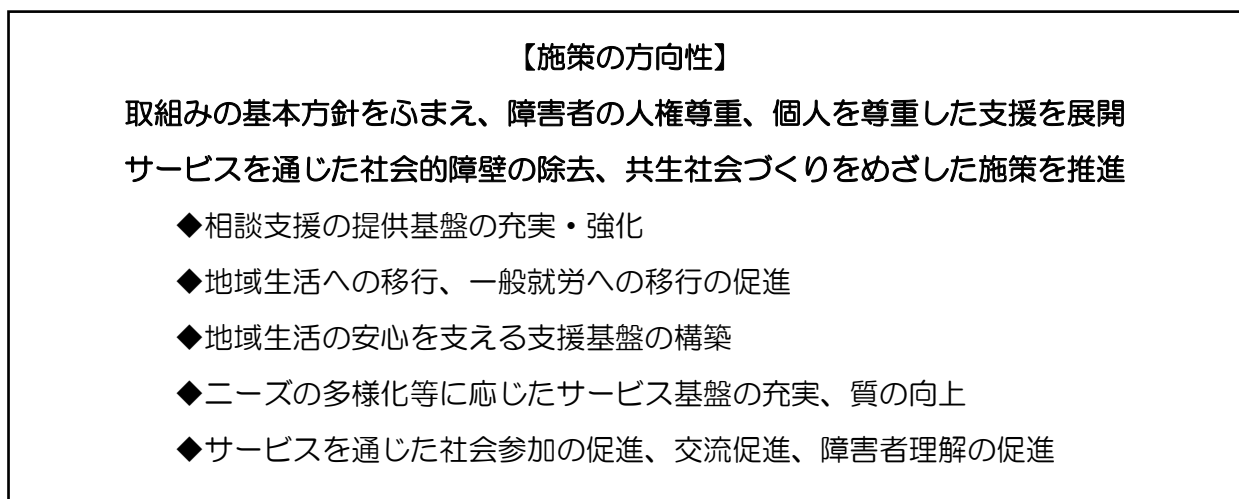 【施策の方向性】
取組みの基本方針をふまえ、障害者の人権尊重、個人を尊重した支援を展開
サービスを通じた社会的障壁の除去、共生社会づくりをめざした施策を推進
◆相談支援の提供基盤の充実・強化
◆地域生活への移行、一般就労への移行の促進
◆地域生活の安心を支える支援基盤の構築
◆ニーズの多様化等に応じたサービス基盤の充実、質の向上
◆サービスを通じた社会参加の促進、交流促進、障害者理解の促進